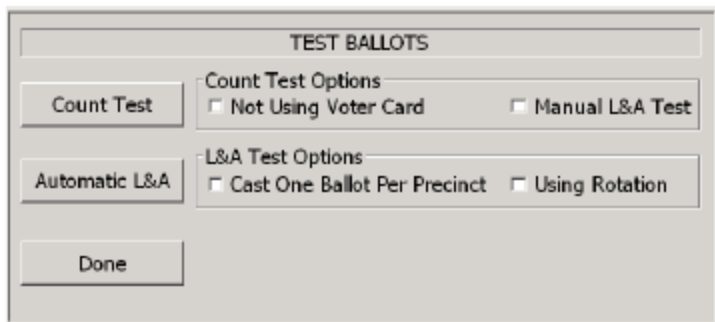 TEST BALLOTS
Count Test
Count Test Options
Not Using Voter Card
Manual L&A Test
Automatic L&A
L&A Test Options
Cast One Ballot Per Precinct
Using Rotation
Done